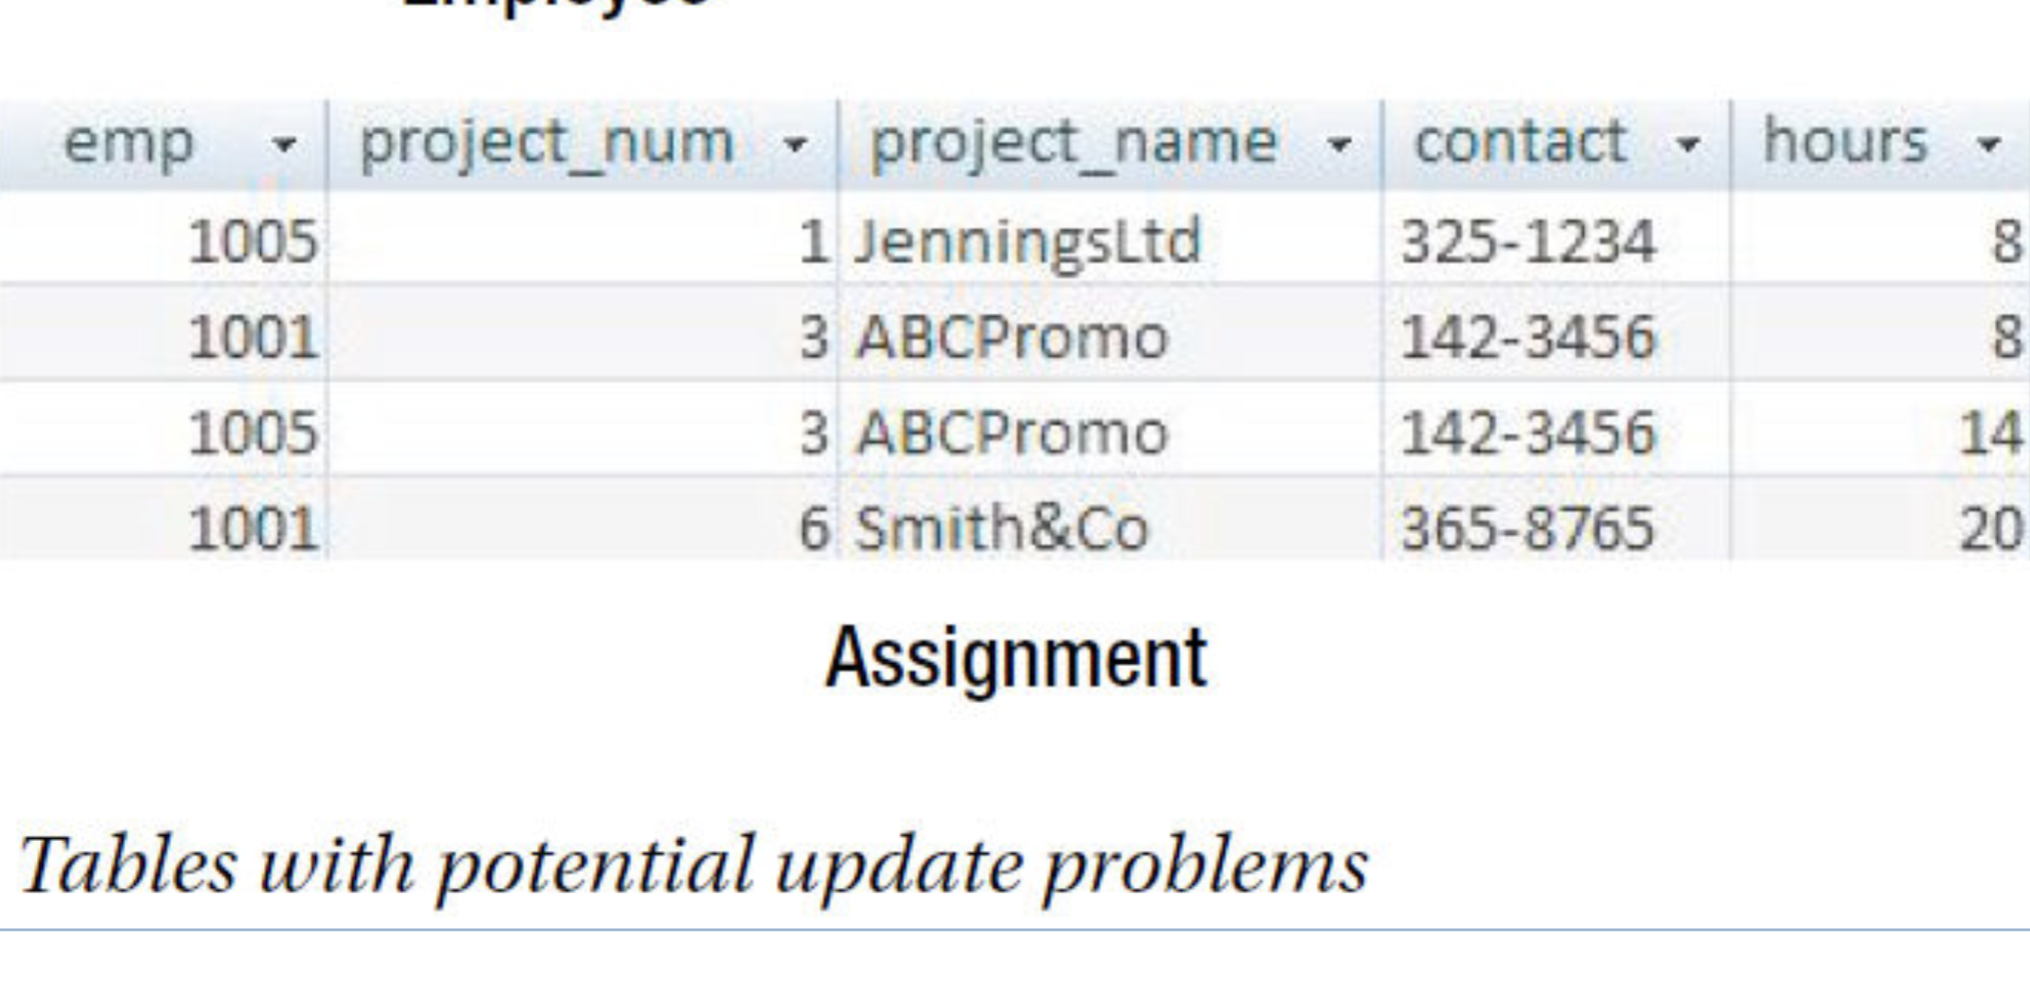 Employee
emp project_num project_name contact hours
1005 1 JenningsLtd 325-1234 8
1001 3 ABCPromo 142-3456 8
1005 3 ABCPromo 142-3456 14
1001 6 Smith&Co 365-8765 20
Assignment
Tables with potential update problems